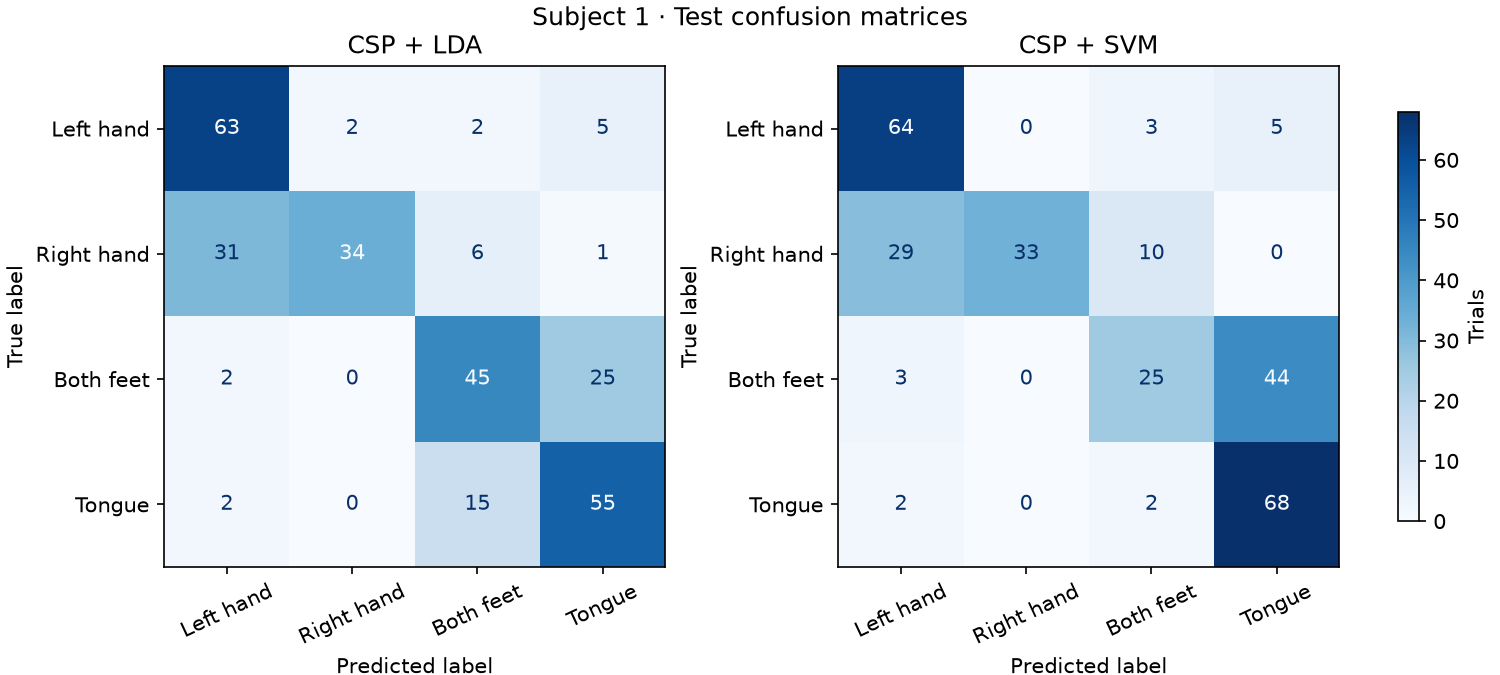 Subject 1 · Test confusion matrices
CSP + LDA
True label
Left hand
63 2 2 5
Right hand
31 34 6 1
Both feet
2 0 45 25
Tongue
2 0 15 55
Left hand Right hand Both feet Tongue
Predicted label
CSP + SVM
True label
Left hand
64 0 3 5
Right hand
29 33 10 0
Both feet
3 0 25 44
Tongue
2 0 2 68
Left hand Right hand Both feet Tongue
Predicted label
60
50
40
30
20
10
0
Trials